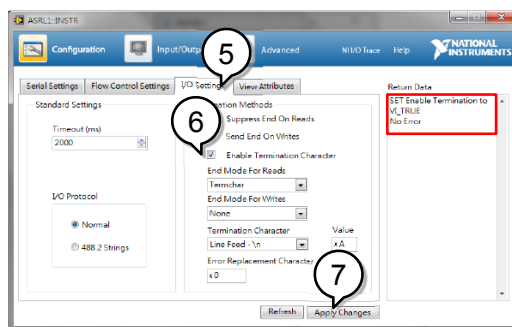 ASRL1::INSTR
Configuration
Input/Outp
5
Advanced
NI I/O Trace
Help
NATIONAL INSTRUMENTS
Serial Settings
Flow Control Settings
I/O Settings
View Attributes
Return Data
Standard Settings
Timeout (ms)
2000
I/O Protocol
Normal
488.2 Strings
6
mination Methods
Suppress End On Reads
Send End On Writes
Enable Termination Character
End Mode For Reads
Termchar
End Mode For Writes
None
Termination Character
Value
Line Feed - \n
xA
Error Replacement Character
x0
7
SET Enable Termination to
VI_TRUE
No Error
Refresh
Apply Changes